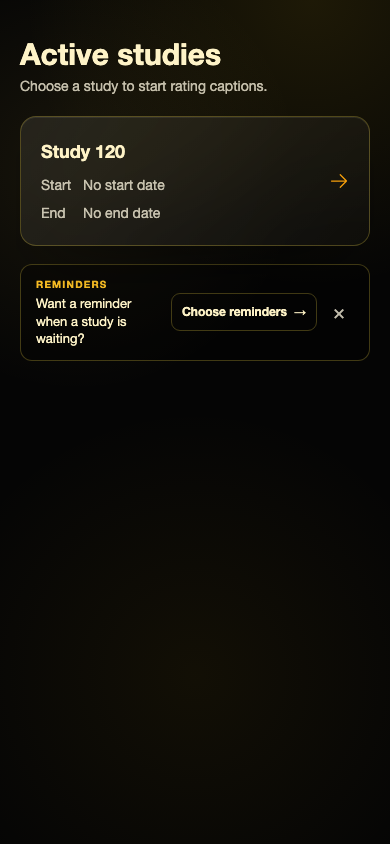 Active studies
Choose a study to start rating captions.
Study 120
Start No start date
End No end date
REMINDERS
Want a reminder
when a study is
waiting?
Choose reminders →
×